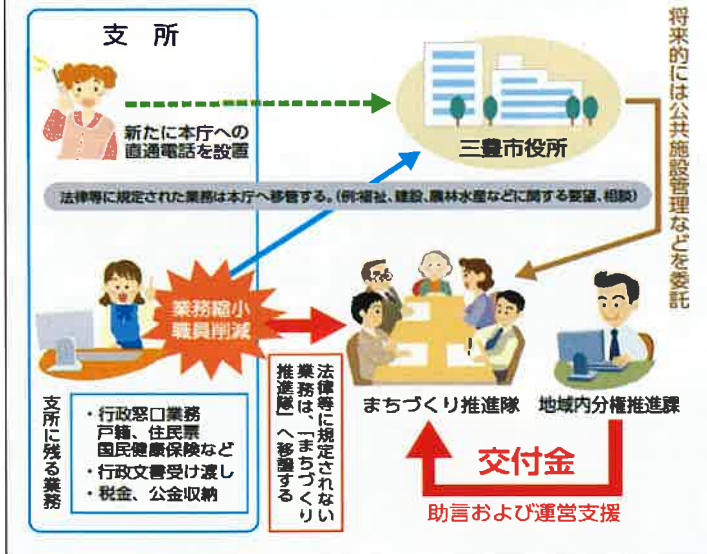 支所
新たに本庁への
直通電話を設置
三豊市役所
将来的には公共施設管理などを委託
法律等に規定された業務は本庁へ移管する。(例:福祉、建設、農林水産などに関する要望、相談)
業務縮小
職員削減
法律等に規定されない
業務は、「まちづくり
推進隊」へ移譲する
まちづくり推進隊
地域内分権推進課
支所に残る業務
・行政窓口業務
戸籍、住民票
国民健康保険など
・行政文書受け渡し
・税金、公金収納
交付金
助言および運営支援